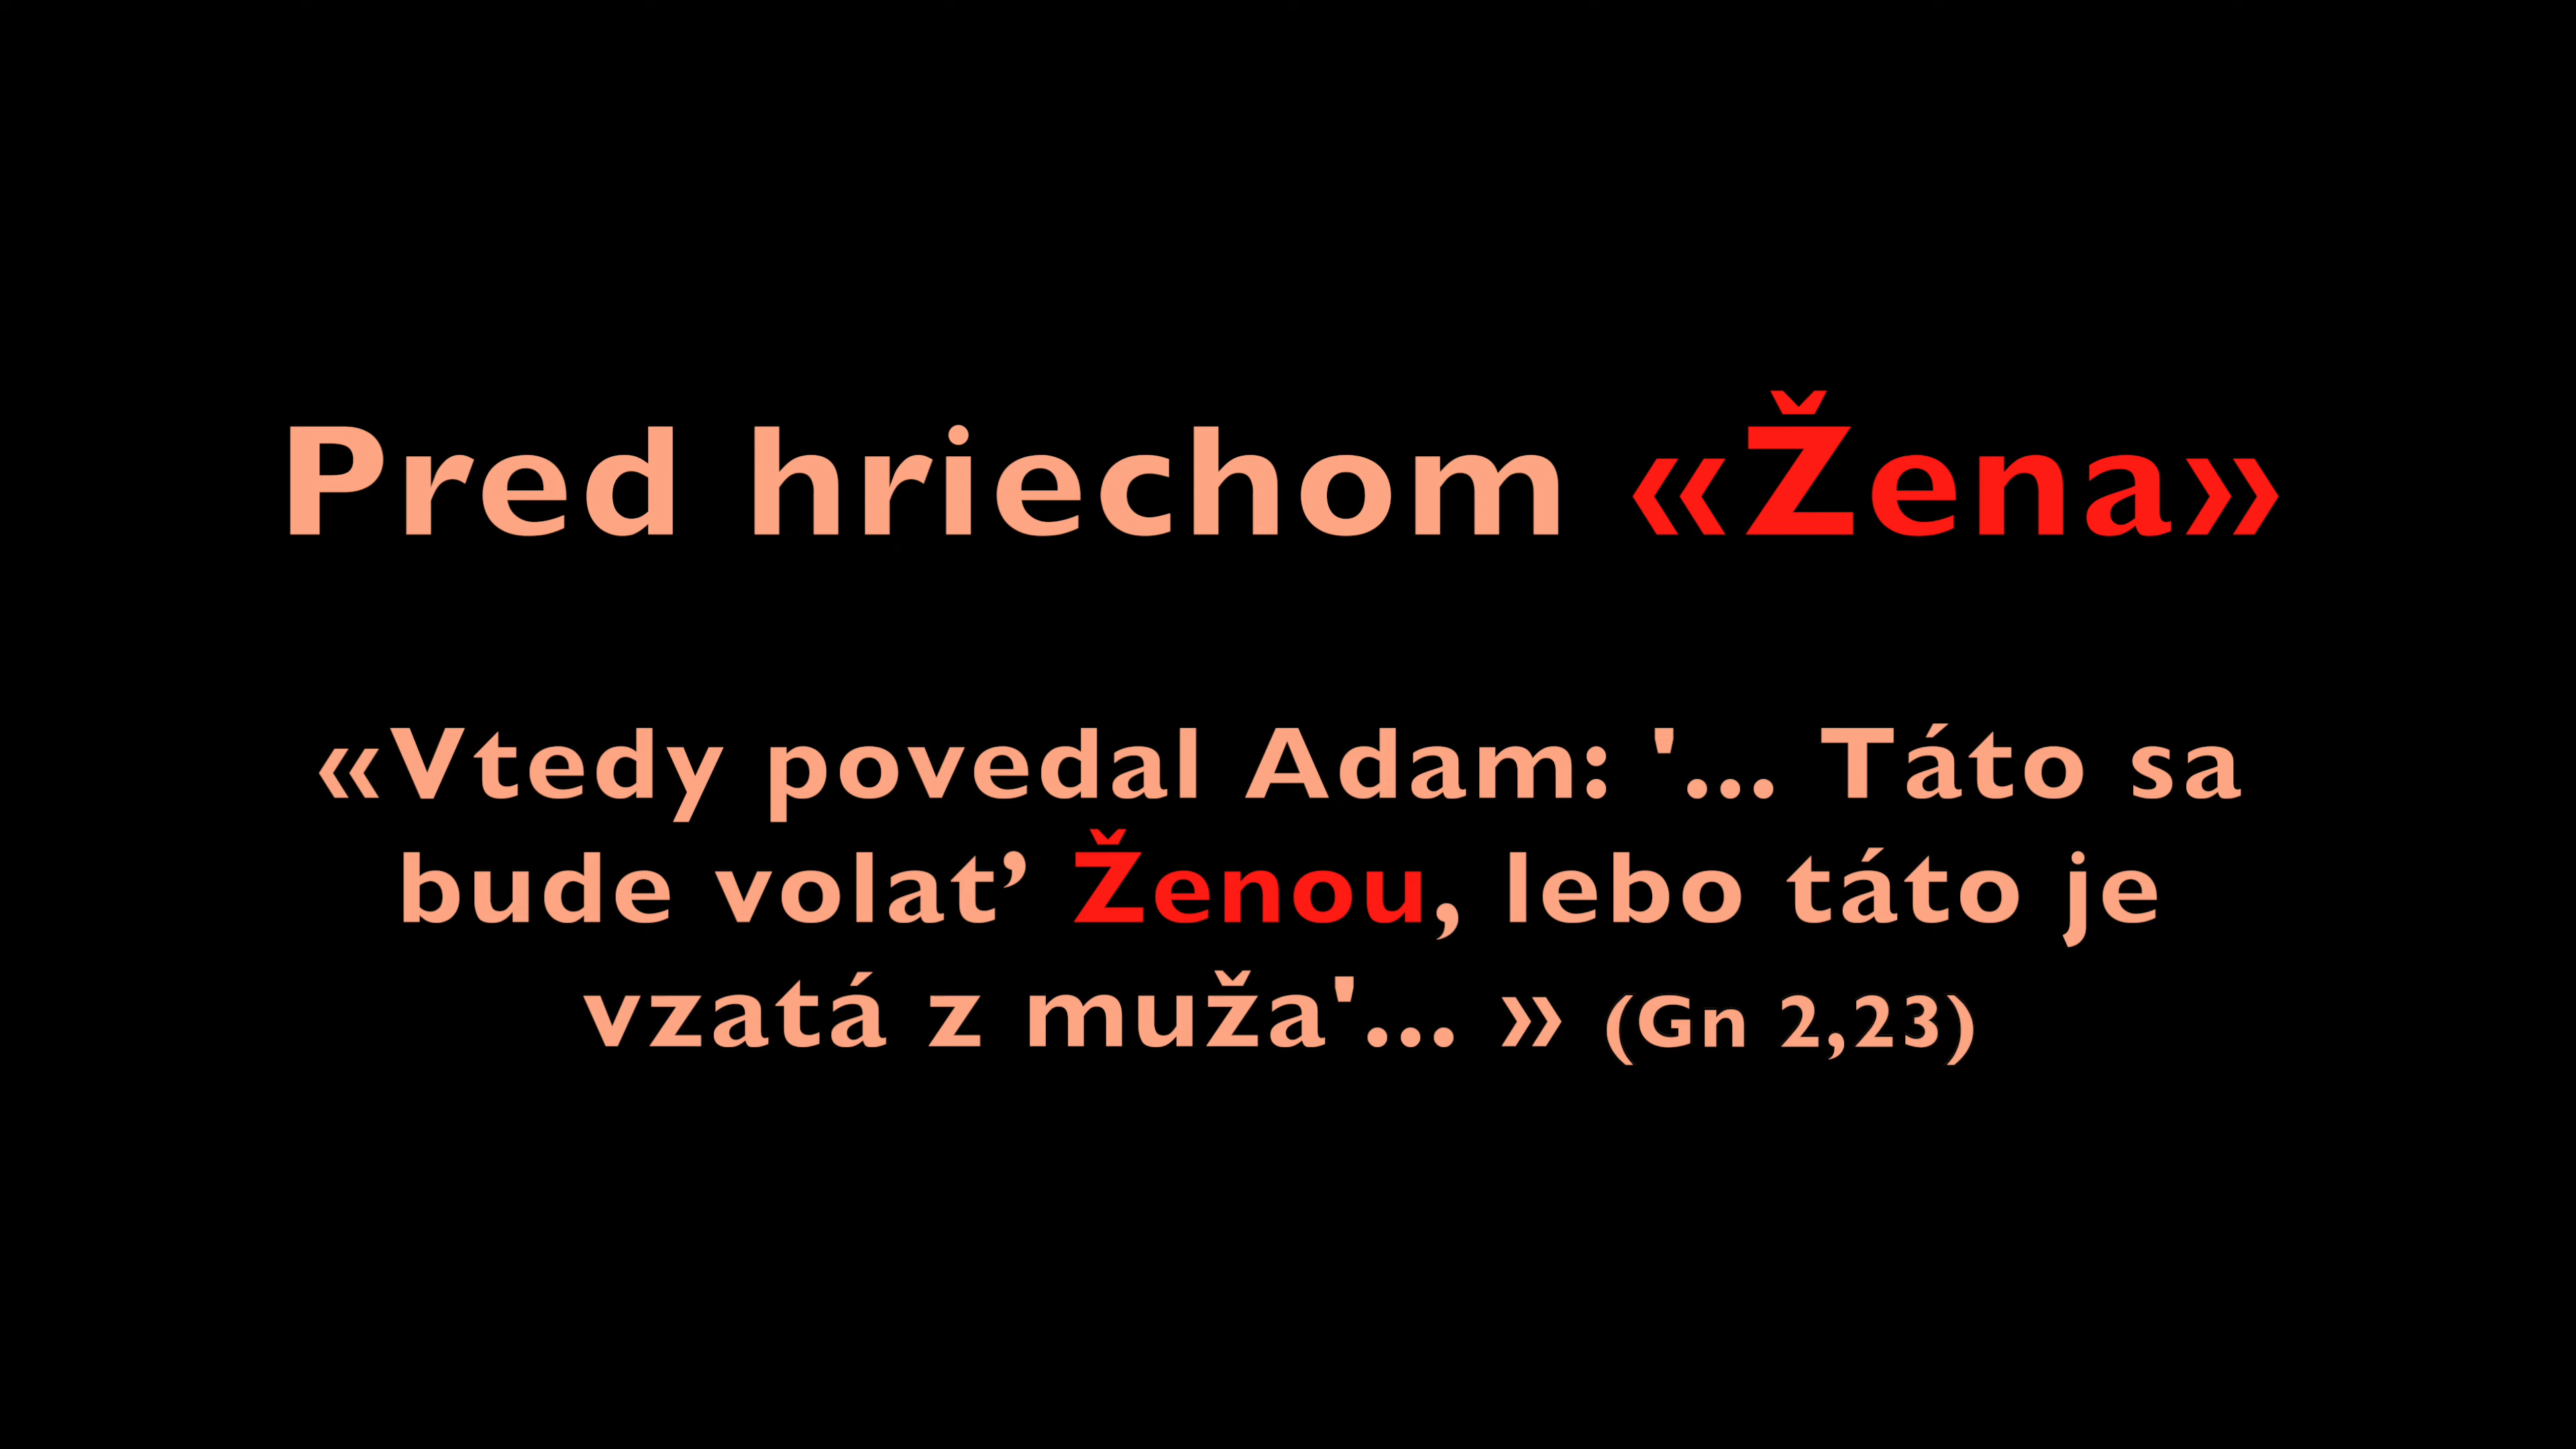 Pred hriechom «Žena»
«Vtedy povedal Adam: '... Táto sa
bude volať Ženou, lebo táto je
vzatá z muža'... » (Gn 2,23)